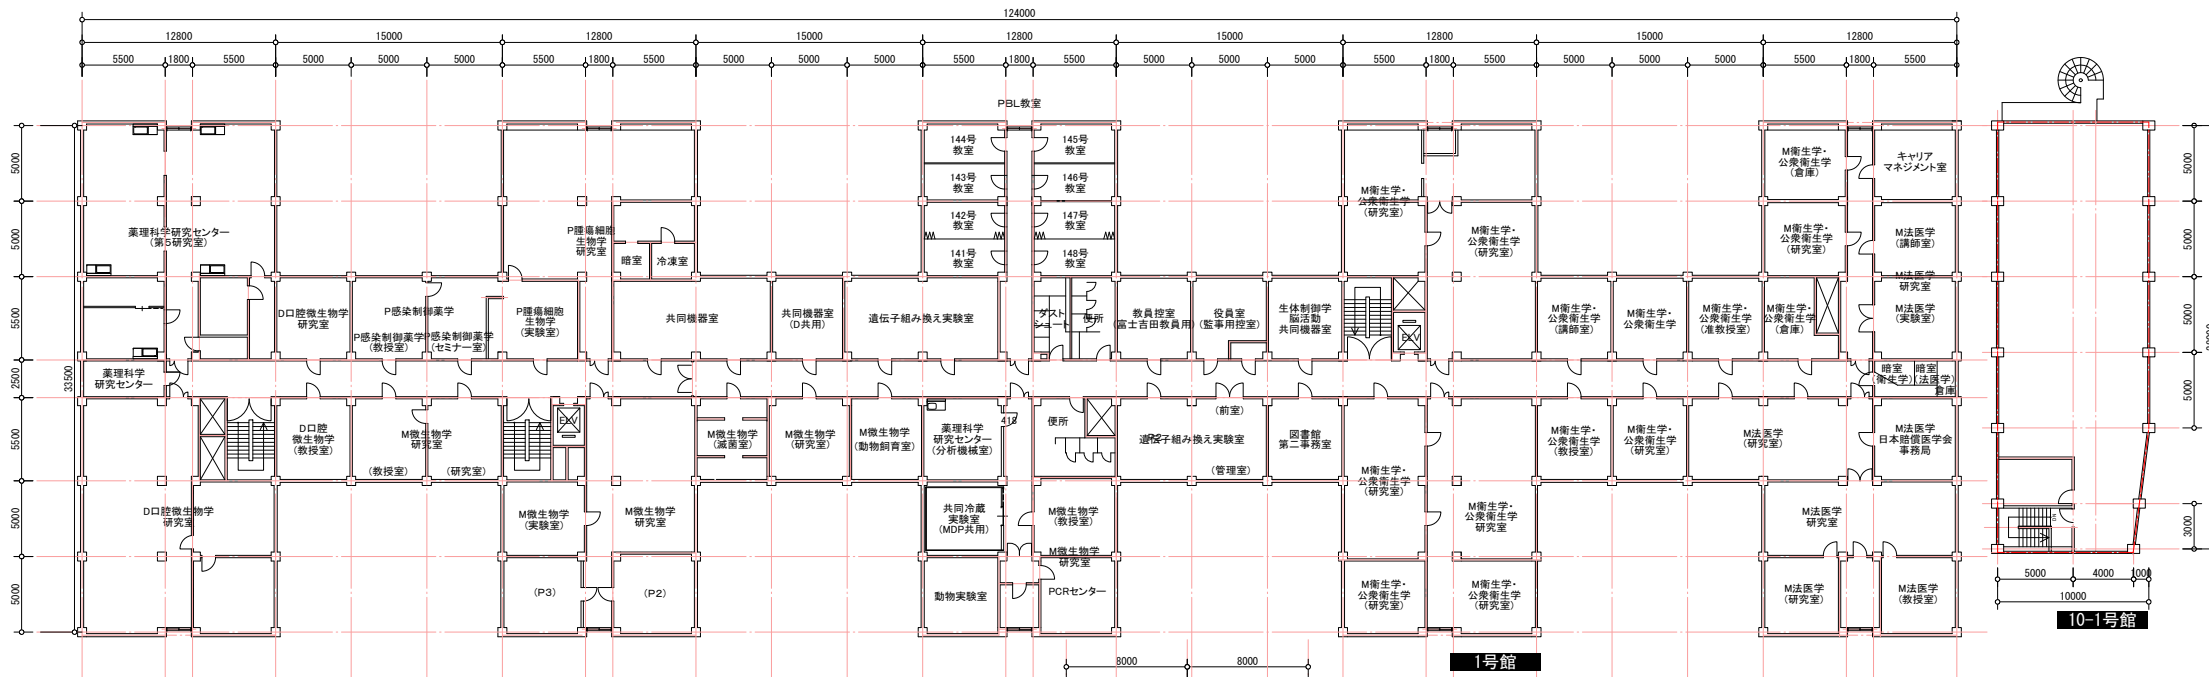 124000
12800 15000 12800 15000 12800 15000 12800 15000 12800
5500 1800 5500 5000 5000 5000 5500 1800 5500 5000 5000 5000 5500 1800 5500 5000 5000 5000 5500 1800 5500 5000 5000 5000 5500 1800 5500
PBL教室
144号
教室
145号
教室
143号
教室
146号
教室
142号
教室
147号
教室
141号
教室
148号
教室
M衛生学・
公衆衛生学
(倉庫)
キャリア
マネジメント室
M衛生学・
公衆衛生学
(研究室)
薬理科学研究センター
(第5研究室)
P腫瘍細胞
生物学
研究室
暗室
冷凍室
M衛生学・
公衆衛生学
(研究室)
M衛生学・
公衆衛生学
(研究室)
M法医学
(講師室)
M法医学
研究室
D口腔微生物学
研究室
P感染制御薬学
P感染制御薬学
(教授室)
P感染制御薬学
(セミナー室)
P腫瘍細胞
生物学
(実験室)
共同機器室
共同機器室
(D共用)
遺伝子組み換え実験室
ダスト
シュート
便所
教員控室
(富士吉田教員用)
役員室
(監事用控室)
生体制御学
脳活動
共同機器室
ELV
M衛生学・
公衆衛生学
(講師室)
M衛生学・
公衆衛生学
M衛生学・
公衆衛生学
(准教授室)
M衛生学・
公衆衛生学
(倉庫)
M法医学
(実験室)
薬理科学
研究センター
暗室
(衛生学)
暗室
(法医学)
倉庫
D口腔
微生物学
(教授室)
M微生物学
研究室
(教授室)
(研究室)
ELV
M微生物学
(滅菌室)
M微生物学
(研究室)
M微生物学
(動物飼育室)
薬理科学
研究センター
(分析機械室)
418
便所
(前室)
遺伝子組み換え実験室
P2
(管理室)
図書館
第二事務室
M衛生学・
公衆衛生学
(研究室)
M衛生学・
公衆衛生学
(教授室)
M衛生学・
公衆衛生学
(研究室)
M法医学
(研究室)
M法医学
日本賠償医学会
事務局
D口腔微生物学
研究室
M微生物学
(実験室)
M微生物学
研究室
共同冷蔵
実験室
(MDP共用)
M微生物学
(教授室)
M微生物学
研究室
M衛生学・
公衆衛生学
研究室
M法医学
研究室
(P3)
(P2)
動物実験室
PCRセンター
M衛生学・
公衆衛生学
(研究室)
M衛生学・
公衆衛生学
(研究室)
M法医学
(研究室)
M法医学
(教授室)
5000
5000
5500
2500
5500
5000
5000
33500
5000
5000
5000
5000
3000
DN
5000 4000 1000
10000
10-1号館
8000 8000
1号館